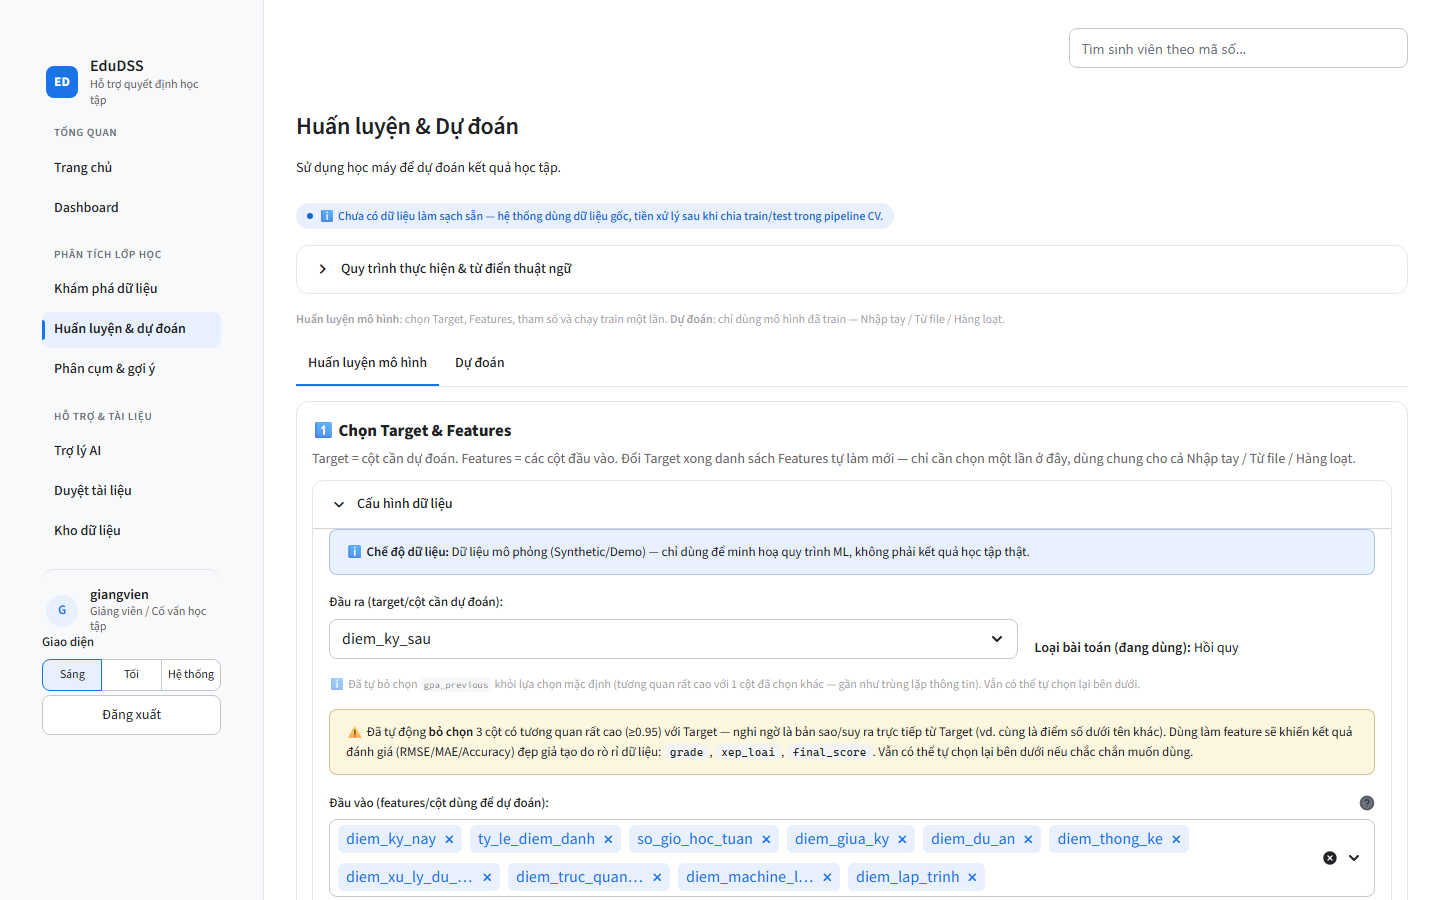 ED
EduDSS
Hỗ trợ quyết định học
tập
TỔNG QUAN
Trang chủ
Dashboard
PHÂN TÍCH LỚP HỌC
Khám phá dữ liệu
Huấn luyện & dự đoán
Phân cụm & gợi ý
HỖ TRỢ & TÀI LIỆU
Trợ lý AI
Duyệt tài liệu
Kho dữ liệu
G
giangvien
Giảng viên / Cố vấn học
tập
Giao diện
Sáng Tối Hệ thống
Đăng xuất
Tìm sinh viên theo mã số...
Huấn luyện & Dự đoán
Sử dụng học máy để dự đoán kết quả học tập.
Chưa có dữ liệu làm sạch sẵn — hệ thống dùng dữ liệu gốc, tiền xử lý sau khi chia train/test trong pipeline CV.
Quy trình thực hiện & từ điển thuật ngữ
Huấn luyện mô hình: chọn Target, Features, tham số và chạy train một lần. Dự đoán: chỉ dùng mô hình đã train — Nhập tay / Từ file / Hàng loạt.
Huấn luyện mô hình Dự đoán
1 Chọn Target & Features
Target = cột cần dự đoán. Features = các cột đầu vào. Đổi Target xong danh sách Features tự làm mới — chỉ cần chọn một lần ở đây, dùng chung cho cả Nhập tay / Từ file / Hàng loạt.
Cấu hình dữ liệu
Chế độ dữ liệu: Dữ liệu mô phỏng (Synthetic/Demo) — chỉ dùng để minh hoạ quy trình ML, không phải kết quả học tập thật.
Đầu ra (target/cột cần dự đoán):
diem_ky_sau
Loại bài toán (đang dùng): Hồi quy
Đã tự bỏ chọn gpa_previous khỏi lựa chọn mặc định (tương quan rất cao với 1 cột đã chọn khác — gần như trùng lặp thông tin). Vẫn có thể tự chọn lại bên dưới.
Đã tự động bỏ chọn 3 cột có tương quan rất cao (≥0.95) với Target — nghi ngờ là bản sao/suy ra trực tiếp từ Target (vd. cùng là điểm số dưới tên khác). Dùng làm feature sẽ khiến kết quả
đánh giá (RMSE/MAE/Accuracy) đẹp giả tạo do rò rỉ dữ liệu: grade , xep_loai , final_score . Vẫn có thể tự chọn lại bên dưới nếu chắc chắn muốn dùng.
Đầu vào (features/cột dùng để dự đoán):
diem_ky_nay ty_le_diem_danh so_gio_hoc_tuan diem_giua_ky diem_du_an diem_thong_ke
diem_xu_ly_du_... diem_truc_quan... diem_machine_l... diem_lap_trinh